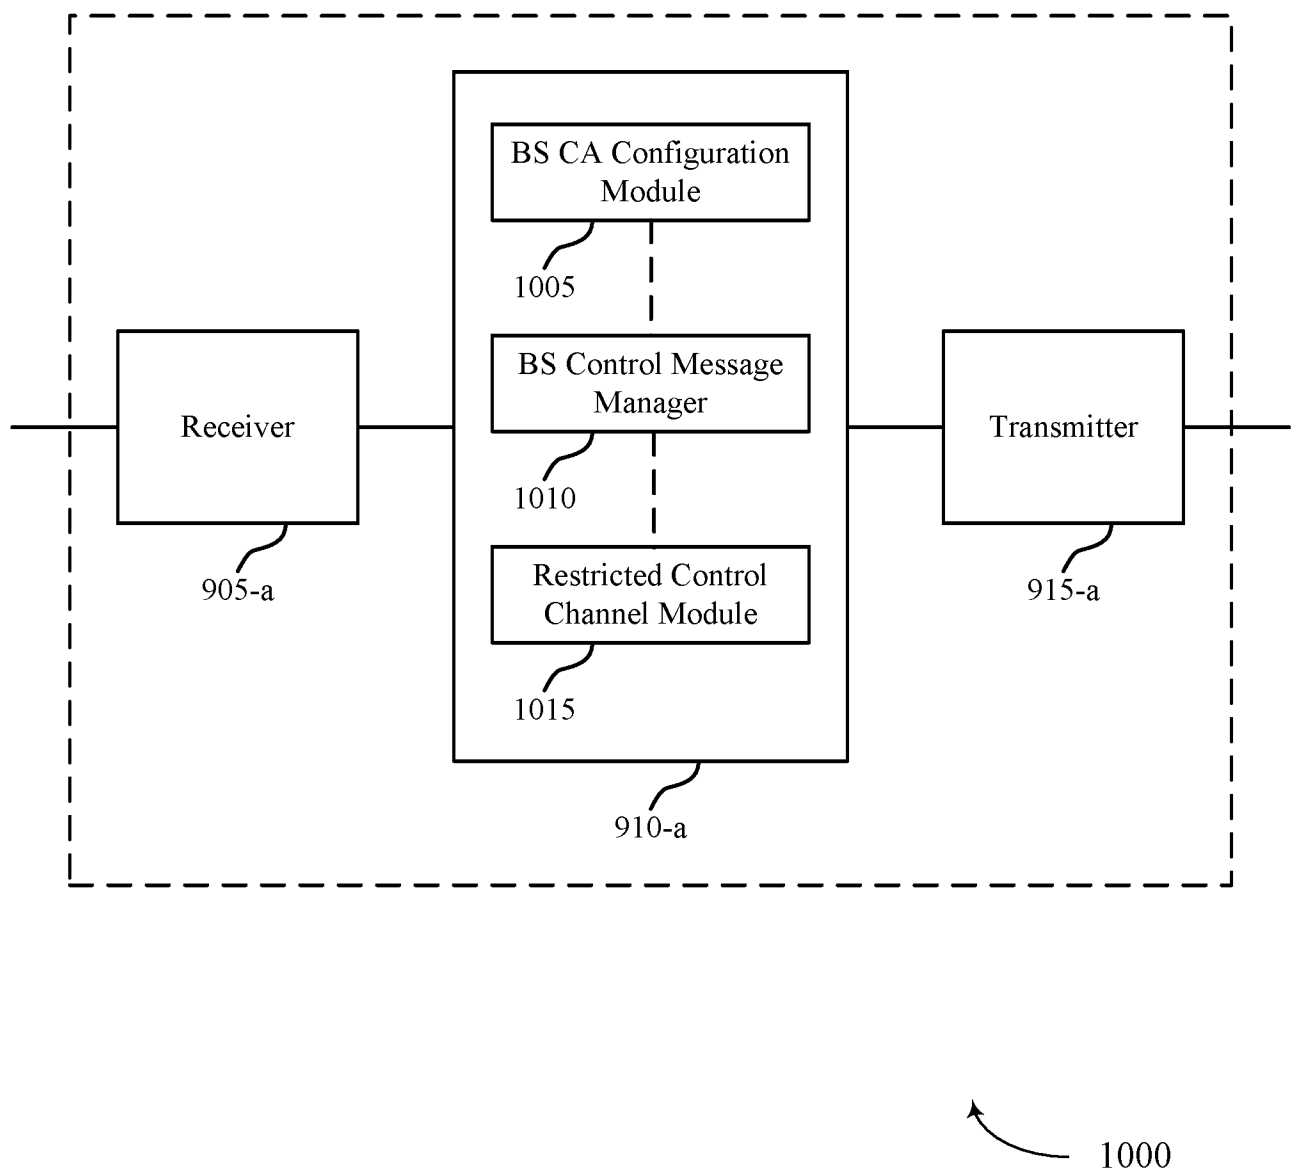 BS CA Configuration
Module
1005
BS Control Message
Manager
1010
Restricted Control
Channel Module
1015
Receiver
905-a
Transmitter
915-a
910-a
1000